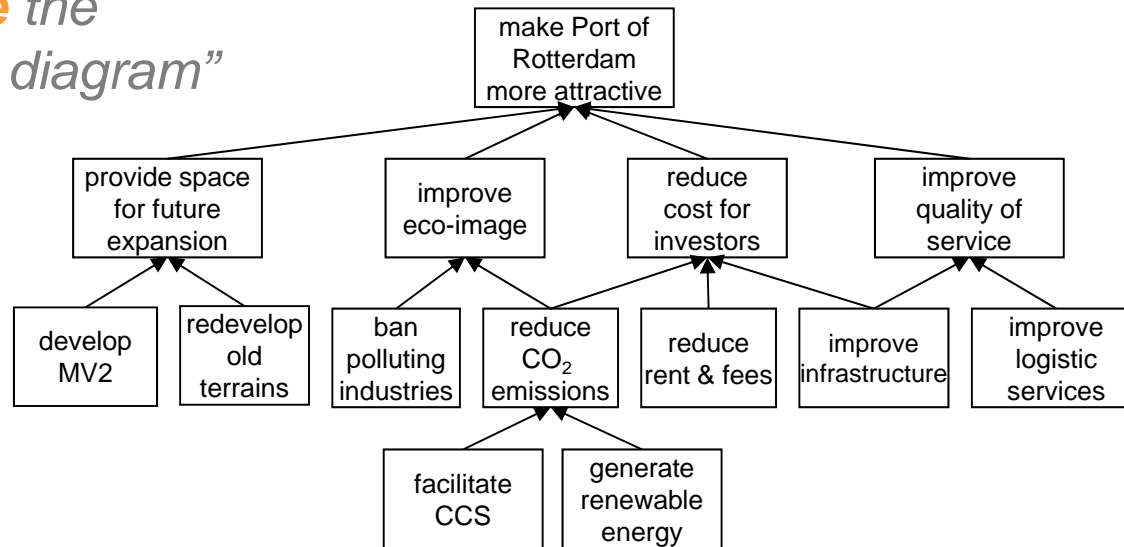 e the
diagram”
make Port of
Rotterdam
more attractive
provide space
for future
expansion
improve
eco-image
reduce
cost for
investors
improve
quality of
service
develop
MV2
redevelop
old
terrains
ban
polluting
industries
reduce
CO₂
emissions
reduce
rent & fees
improve
infrastructure
improve
logistic
services
facilitate
CCS
generate
renewable
energy